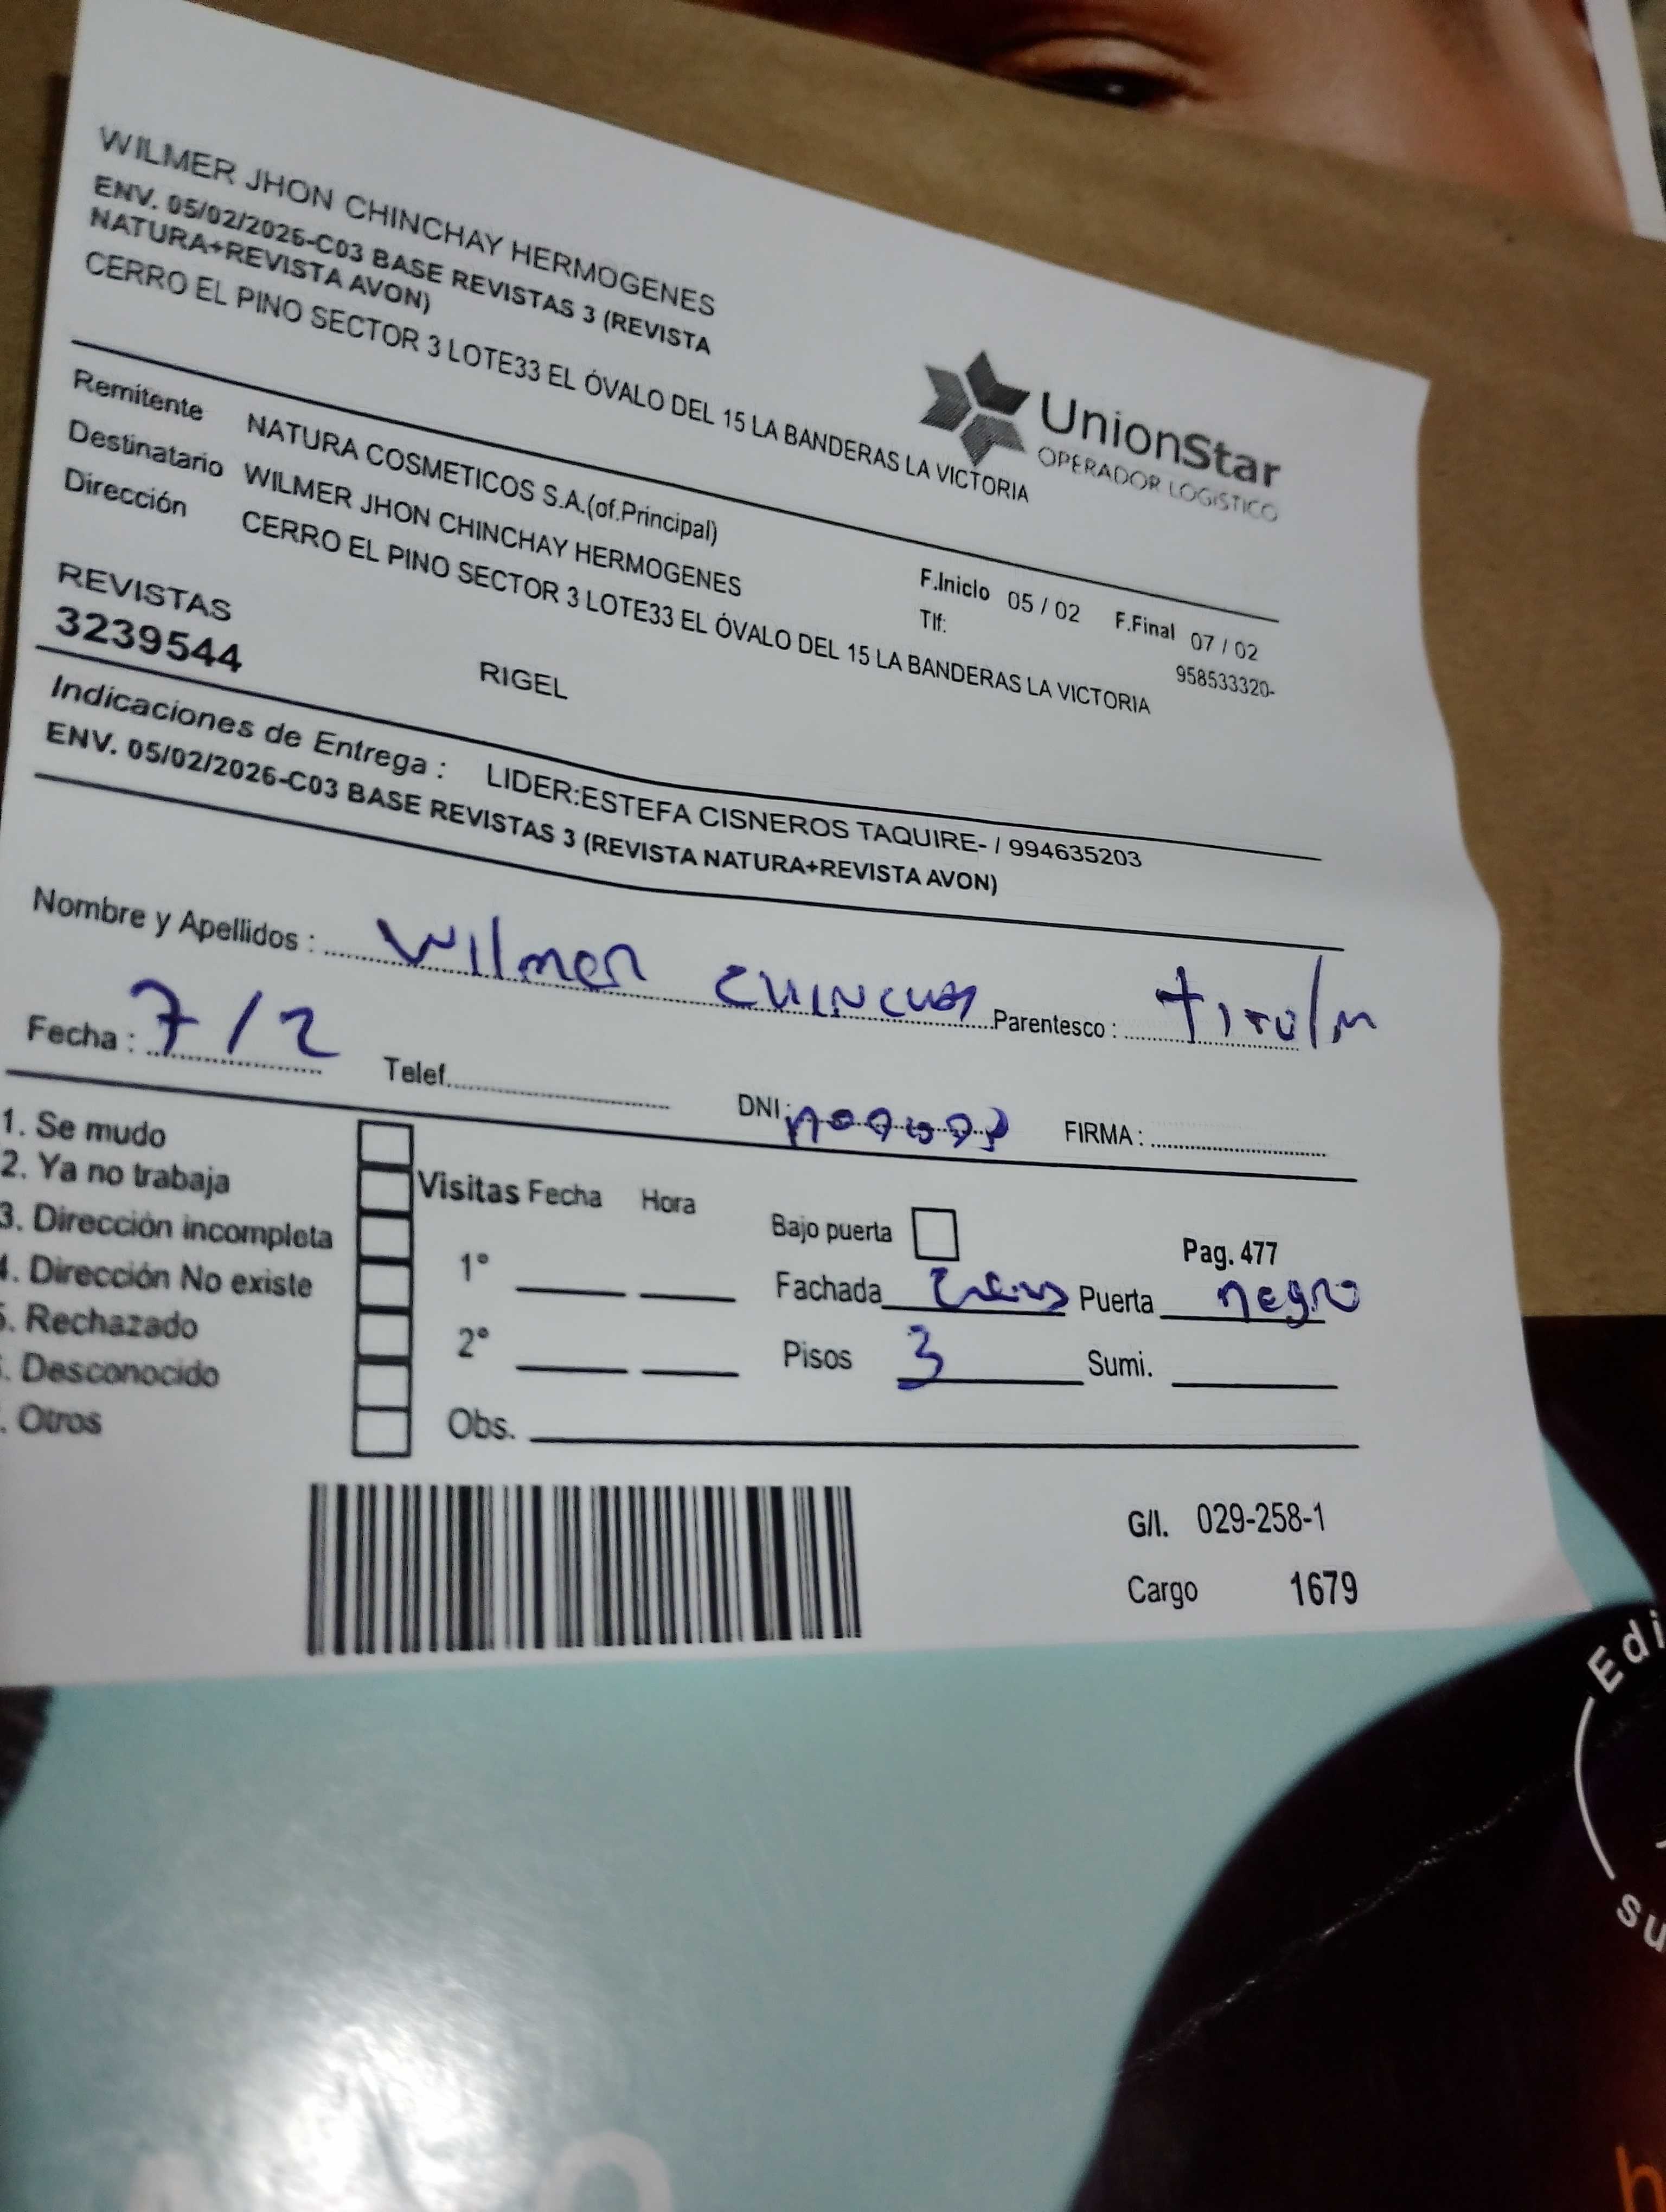 WILMER JHON CHINCHAY HERMOGENES
ENV. 05/02/2026-C03 BASE REVISTAS 3 (REVISTA
NATURA+REVISTA AVON)
CERRO EL PINO SECTOR 3 LOTE33 EL ÓVALO DEL 15 LA BANDERAS LA VICTORIA
UnionStar
OPERADOR LOGISTICO
Remitente NATURA COSMETICOS S.A.(of.Principal)
F.Inicio 05 / 02 F.Final 07 / 02
Destinatario WILMER JHON CHINCHAY HERMOGENES
Tlf: 958533320-
Dirección CERRO EL PINO SECTOR 3 LOTE33 EL ÓVALO DEL 15 LA BANDERAS LA VICTORIA
REVISTAS
3239544 RIGEL
Indicaciones de Entrega : LIDER:ESTEFA CISNEROS TAQUIRE- / 994635203
ENV. 05/02/2026-C03 BASE REVISTAS 3 (REVISTA NATURA+REVISTA AVON)
Nombre y Apellidos : Wilmer Parentesco :
Fecha : 7/2 Telef. DNI: FIRMA :
1. Se mudo
2. Ya no trabaja
3. Dirección incompleta
4. Dirección No existe
5. Rechazado
. Desconocido
. Otros
Visitas Fecha Hora
1°
2°
Obs.
Bajo puerta Pag. 477
Fachada Puerta negro
Pisos 3 Sumi.
G/I. 029-258-1
Cargo 1679
Edi
su
h